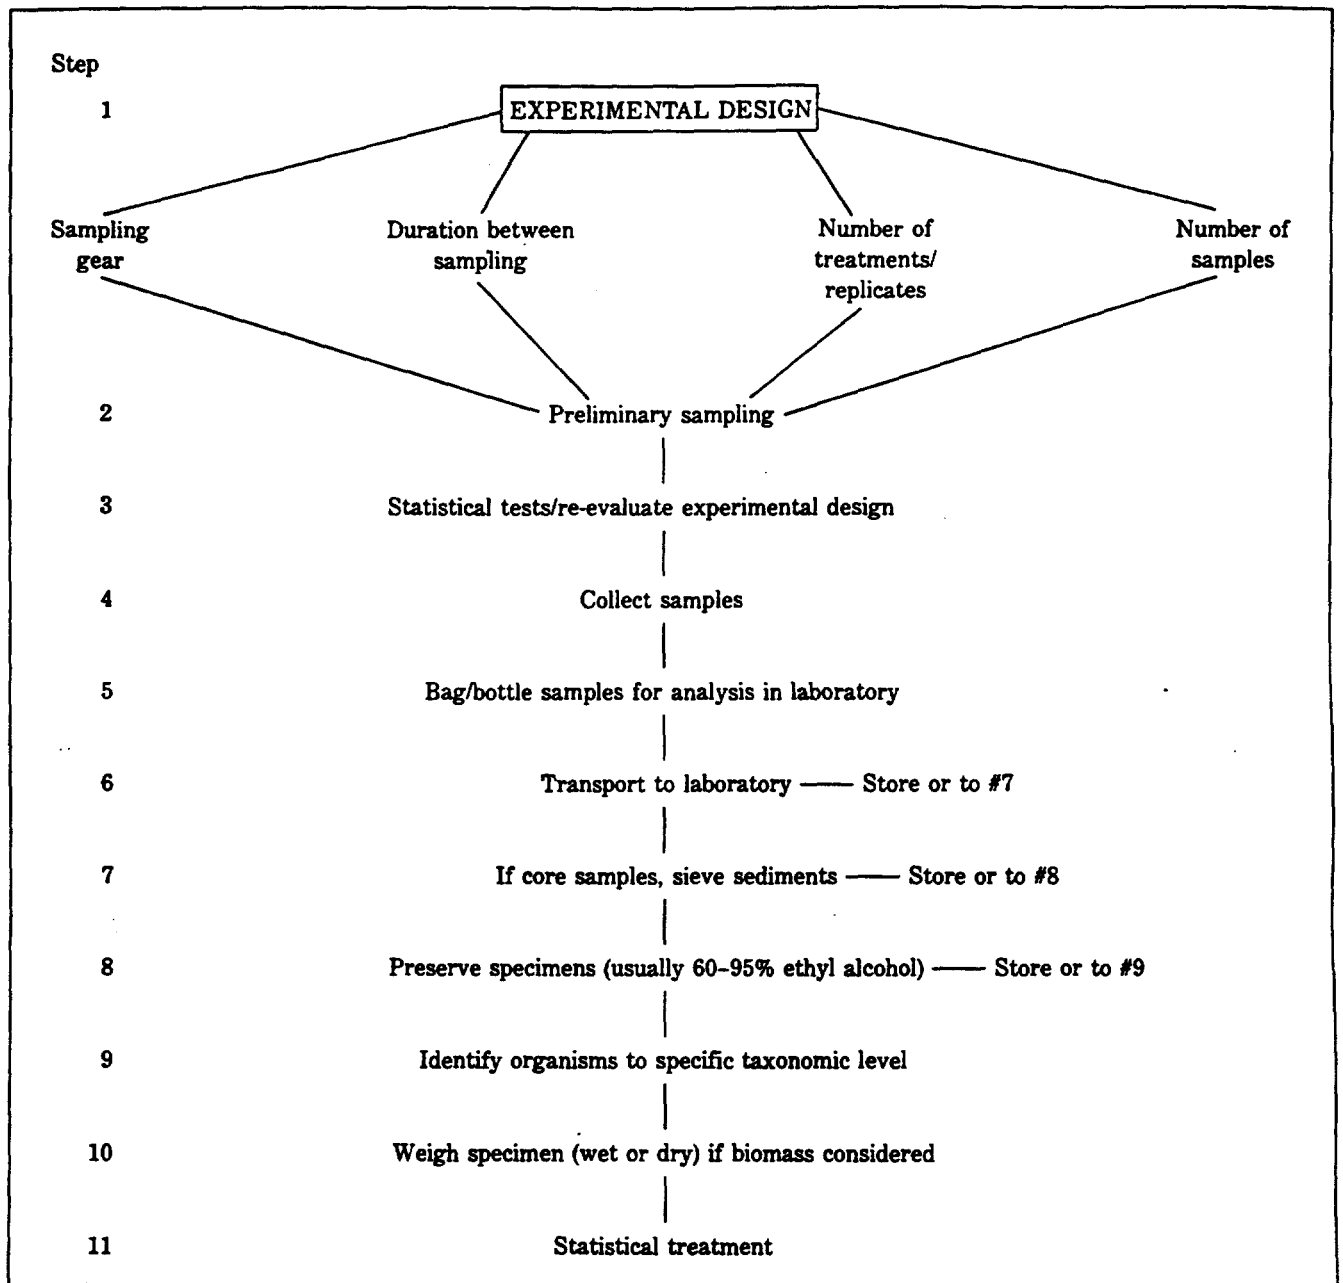 Step
1 EXPERIMENTAL DESIGN
Sampling Duration between Number of Number of
gear sampling treatments/ samples
replicates
2 Preliminary sampling
3 Statistical tests/re-evaluate experimental design
4 Collect samples
5 Bag/bottle samples for analysis in laboratory
6 Transport to laboratory — Store or to #7
7 If core samples, sieve sediments — Store or to #8
8 Preserve specimens (usually 60–95% ethyl alcohol) — Store or to #9
9 Identify organisms to specific taxonomic level
10 Weigh specimen (wet or dry) if biomass considered
11 Statistical treatment